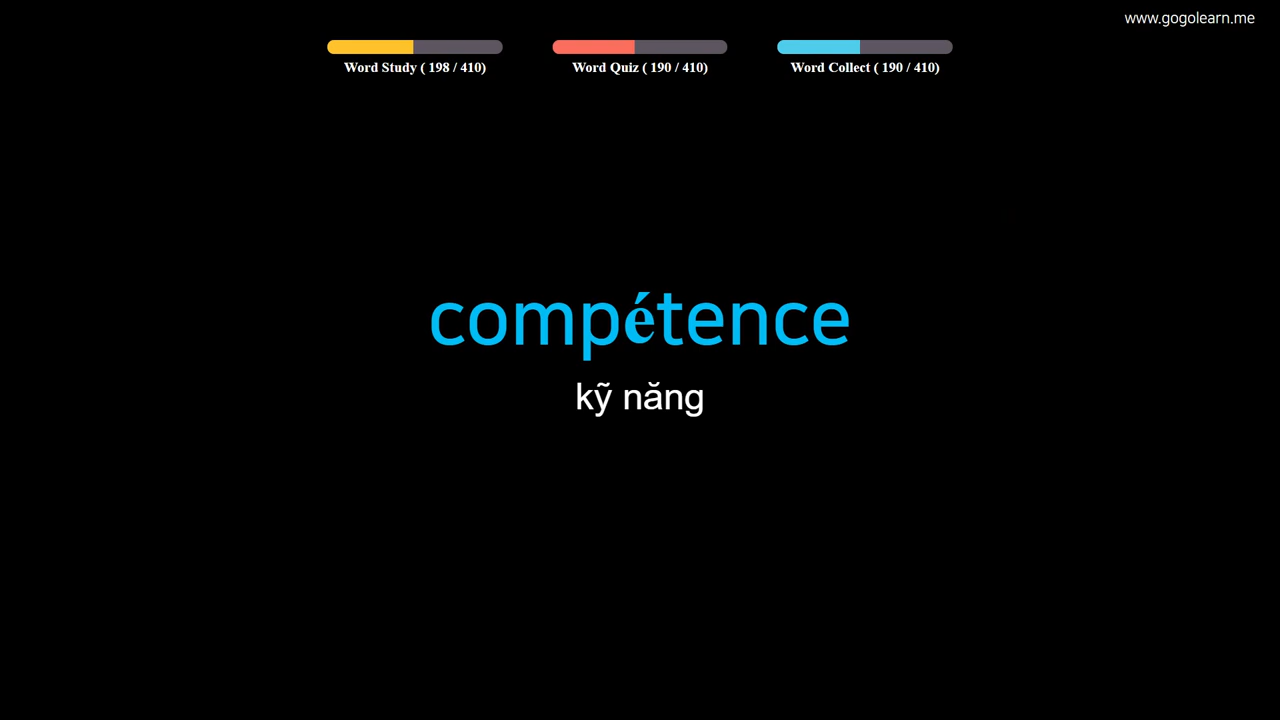 www.gogolearn.me
Word Study ( 198 / 410)
Word Quiz ( 190 / 410)
Word Collect ( 190 / 410)
compétence
kỹ năng